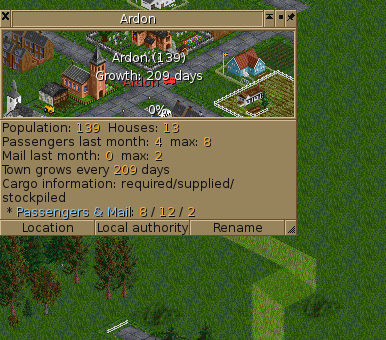 Ardon
Ardon (139)
Growth: 209 days
Ardon
0%
Population: 139 Houses: 13
Passengers last month: 4 max: 8
Mail last month: 0 max: 2
Town grows every 209 days
Cargo information: required/supplied/
stockpiled
* Passengers & Mail: 8 / 12 / 2
Location Local authority Rename